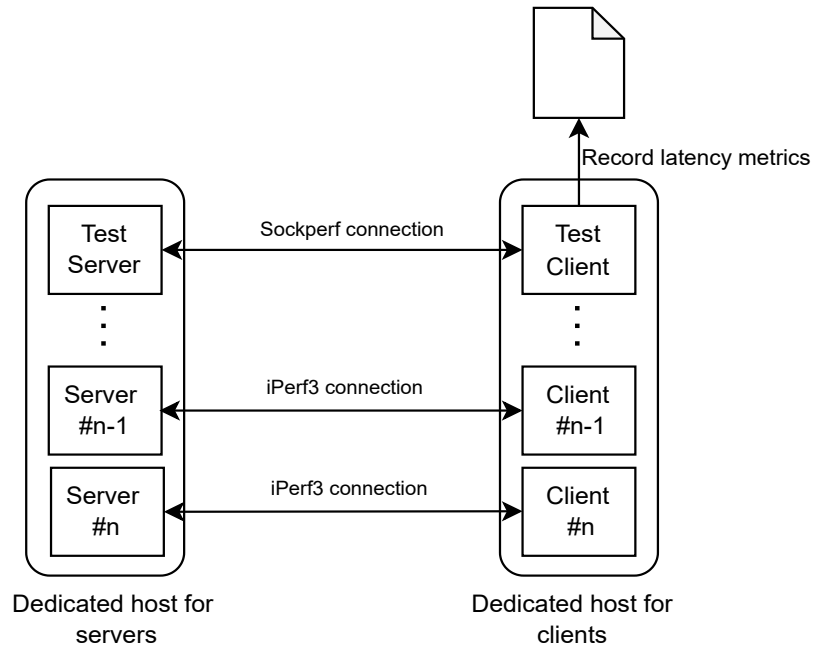 Record latency metrics
Test
Server
Sockperf connection
Test
Client
Server
#n-1
iPerf3 connection
Client
#n-1
Server
#n
iPerf3 connection
Client
#n
Dedicated host for
servers
Dedicated host for
clients